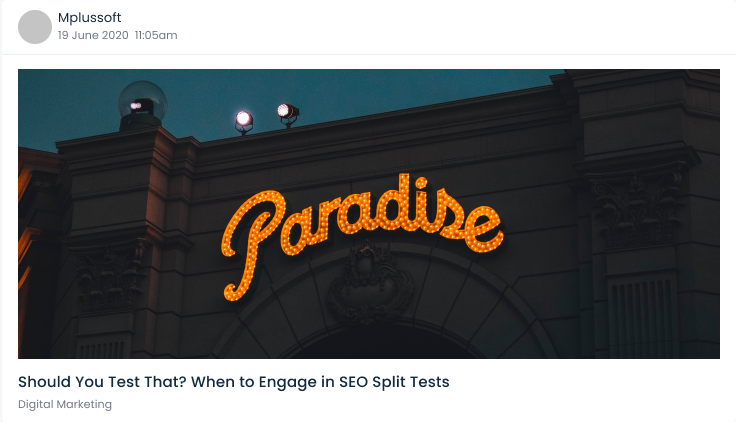 Mplussoft
19 June 2020 11:05am
Paradise
Should You Test That? When to Engage in SEO Split Tests
Digital Marketing